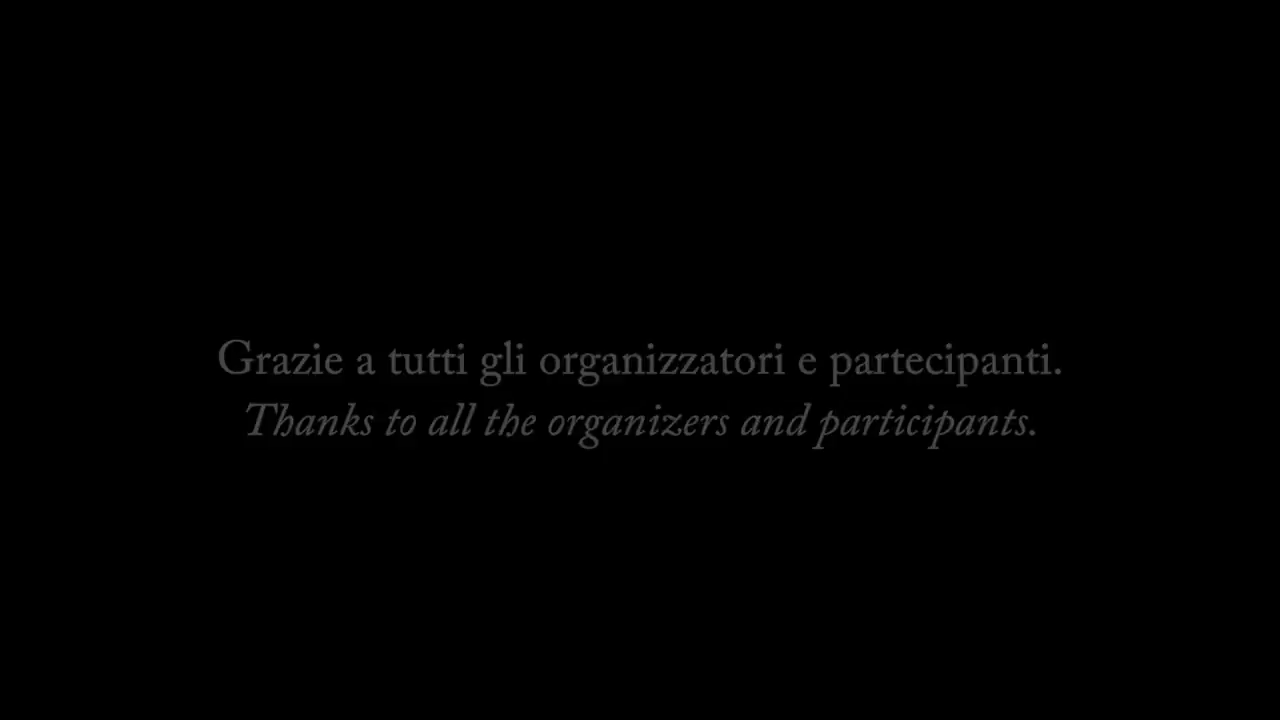 Grazie a tutti gli organizzatori e partecipanti.
Thanks to all the organizers and participants.